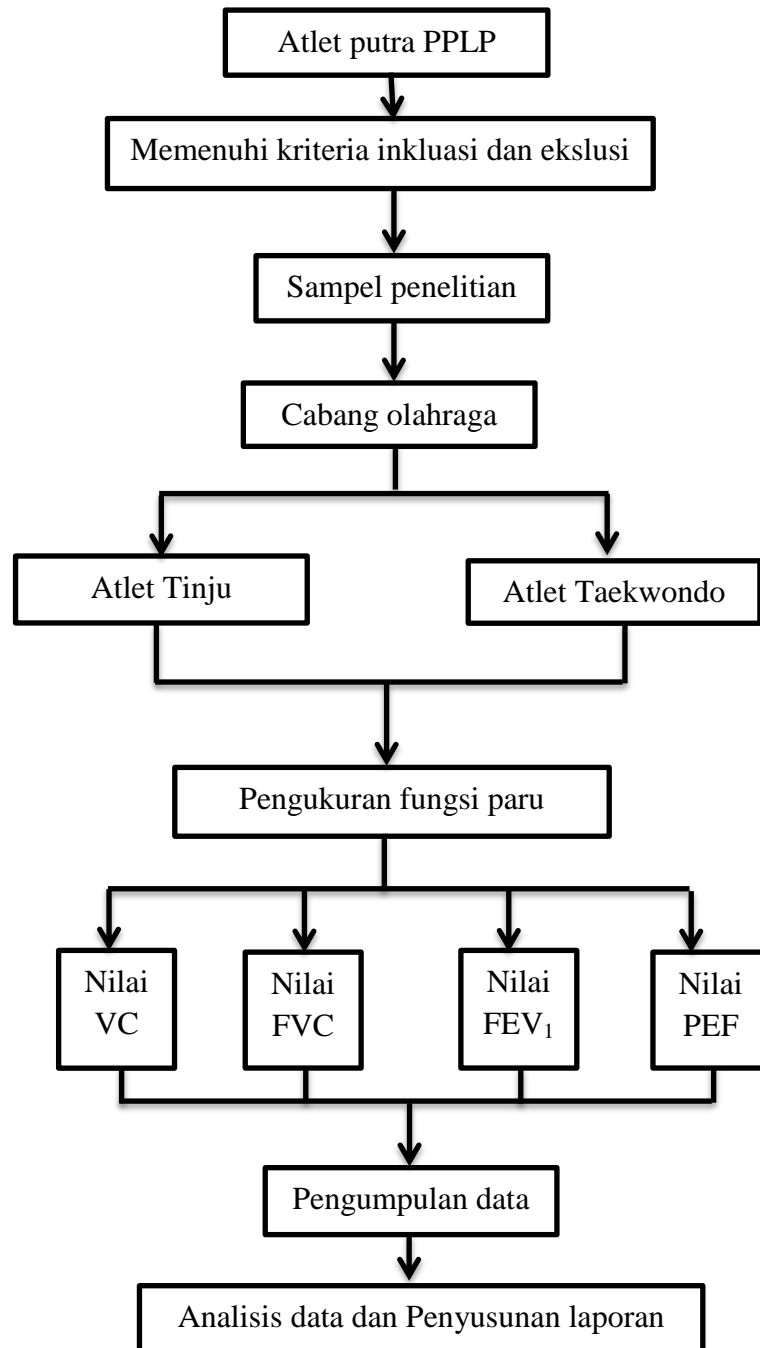 Atlet putra PPLP
Memenuhi kriteria inkluasi dan ekslusi
Sampel penelitian
Cabang olahraga
Atlet Tinju
Atlet Taekwondo
Pengukuran fungsi paru
Nilai
VC
Nilai
FVC
Nilai
FEV₁
Nilai
PEF
Pengumpulan data
Analisis data dan Penyusunan laporan